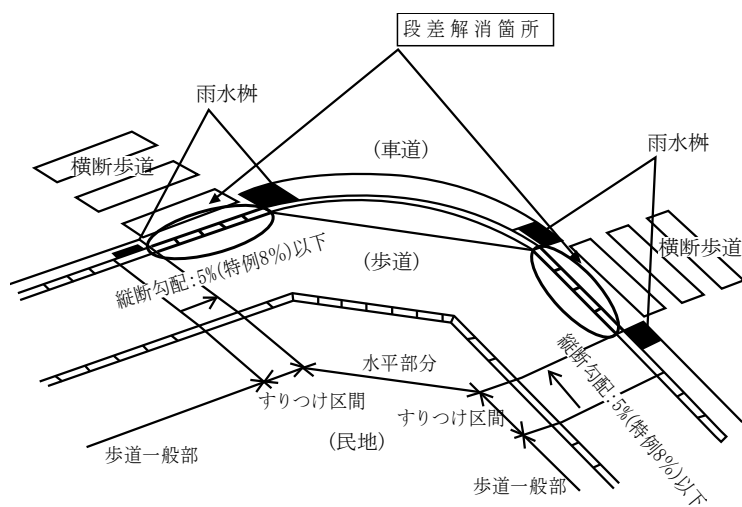 段差解消箇所
雨水桝
雨水桝
横断歩道
(車道)
横断歩道
(歩道)
縦断勾配:5%(特例8%)以下
水平部分
縦断勾配:5%(特例8%)以下
すりつけ区間
すりつけ区間
(民地)
歩道一般部
歩道一般部